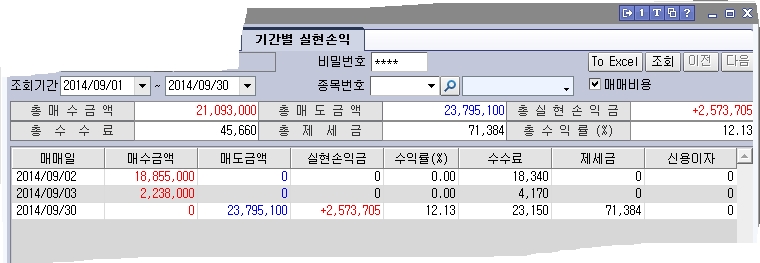 1 T ?
기간별 실현손익
비밀번호 **** To Excel 조회 이전 다음
조회기간 2014/09/01 ~ 2014/09/30 종목번호 매매비용
총매수금액 21,093,000 총매도금액 23,795,100 총실현손익금 +2,573,705
총수수료 45,660 총제세금 71,384 총수익률(%) 12.13
매매일 매수금액 매도금액 실현손익금 수익률(%) 수수료 제세금 신용이자
2014/09/02 18,855,000 0 0 0.00 18,340 0 0
2014/09/03 2,238,000 0 0 0.00 4,170 0 0
2014/09/30 0 23,795,100 +2,573,705 12.13 23,150 71,384 0